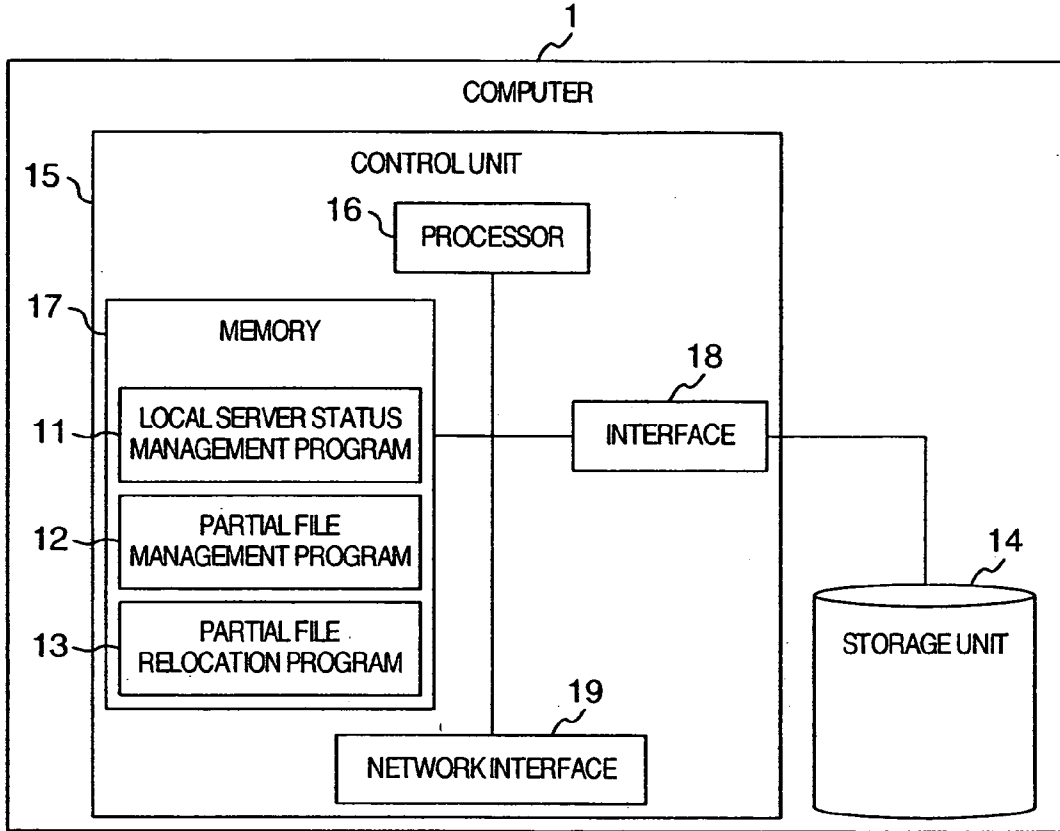 1
COMPUTER
15
CONTROL UNIT
16
PROCESSOR
17
MEMORY
18
INTERFACE
11
LOCAL SERVER STATUS
MANAGEMENT PROGRAM
12
PARTIAL FILE
MANAGEMENT PROGRAM
13
PARTIAL FILE
RELOCATION PROGRAM
14
STORAGE UNIT
19
NETWORK INTERFACE